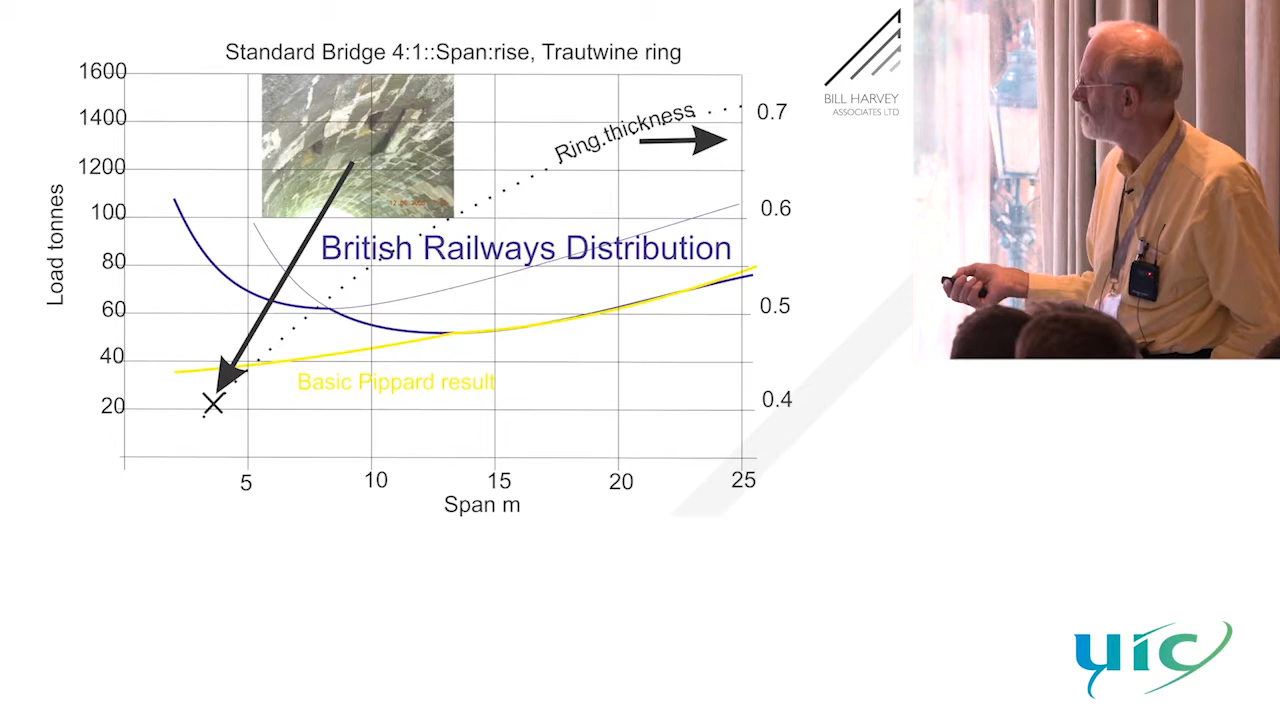 Standard Bridge 4:1::Span:rise, Trautwine ring
1600
1400
1200
100
80
60
40
20
Load tonnes
Ring thickness
British Railways Distribution
Basic Pippard result
0.7
0.6
0.5
0.4
5
10
15
20
25
Span m
BILL HARVEY
ASSOCIATES LTD
uic